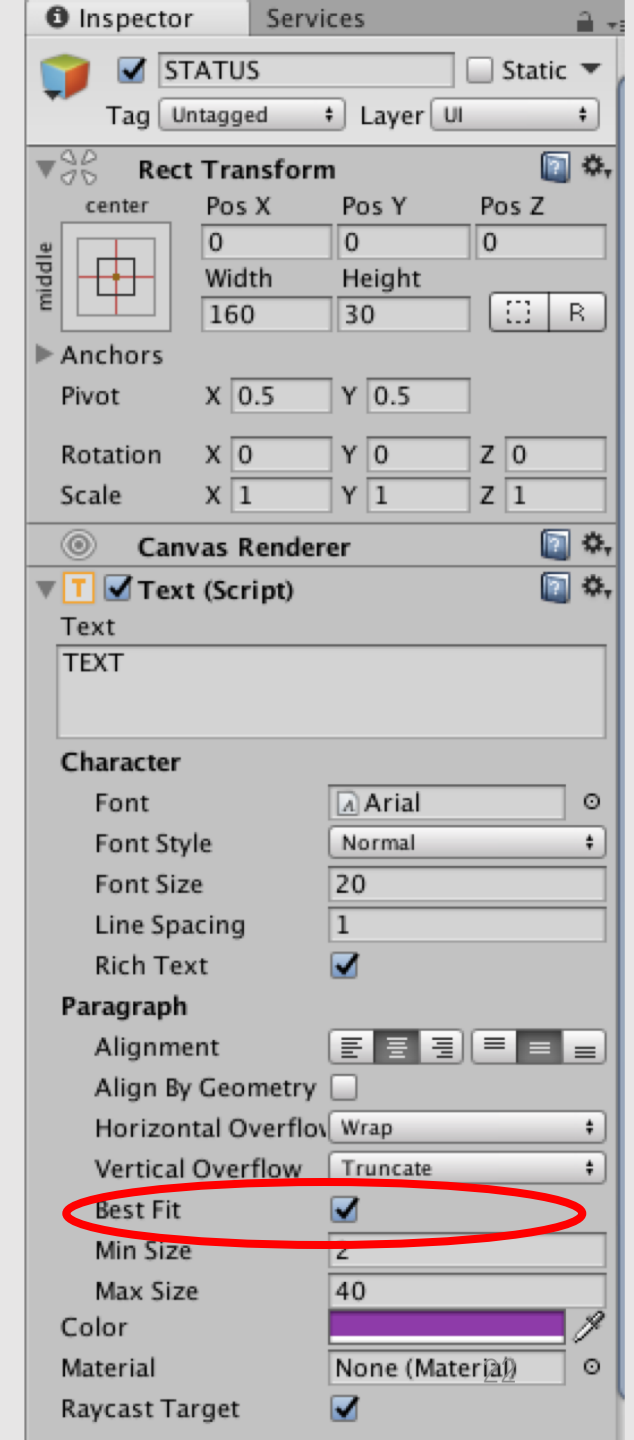 Inspector Services
STATUS Static
Tag Untagged Layer UI
Rect Transform
center Pos X Pos Y Pos Z
middle 0 0 0
Width Height
160 30 R
Anchors
Pivot X 0.5 Y 0.5
Rotation X 0 Y 0 Z 0
Scale X 1 Y 1 Z 1
Canvas Renderer
T Text (Script)
Text
TEXT
Character
Font Arial
Font Style Normal
Font Size 20
Line Spacing 1
Rich Text
Paragraph
Alignment
Align By Geometry
Horizontal Overflow Wrap
Vertical Overflow Truncate
Best Fit
Min Size 2
Max Size 40
Color
Material None (Material)
Raycast Target